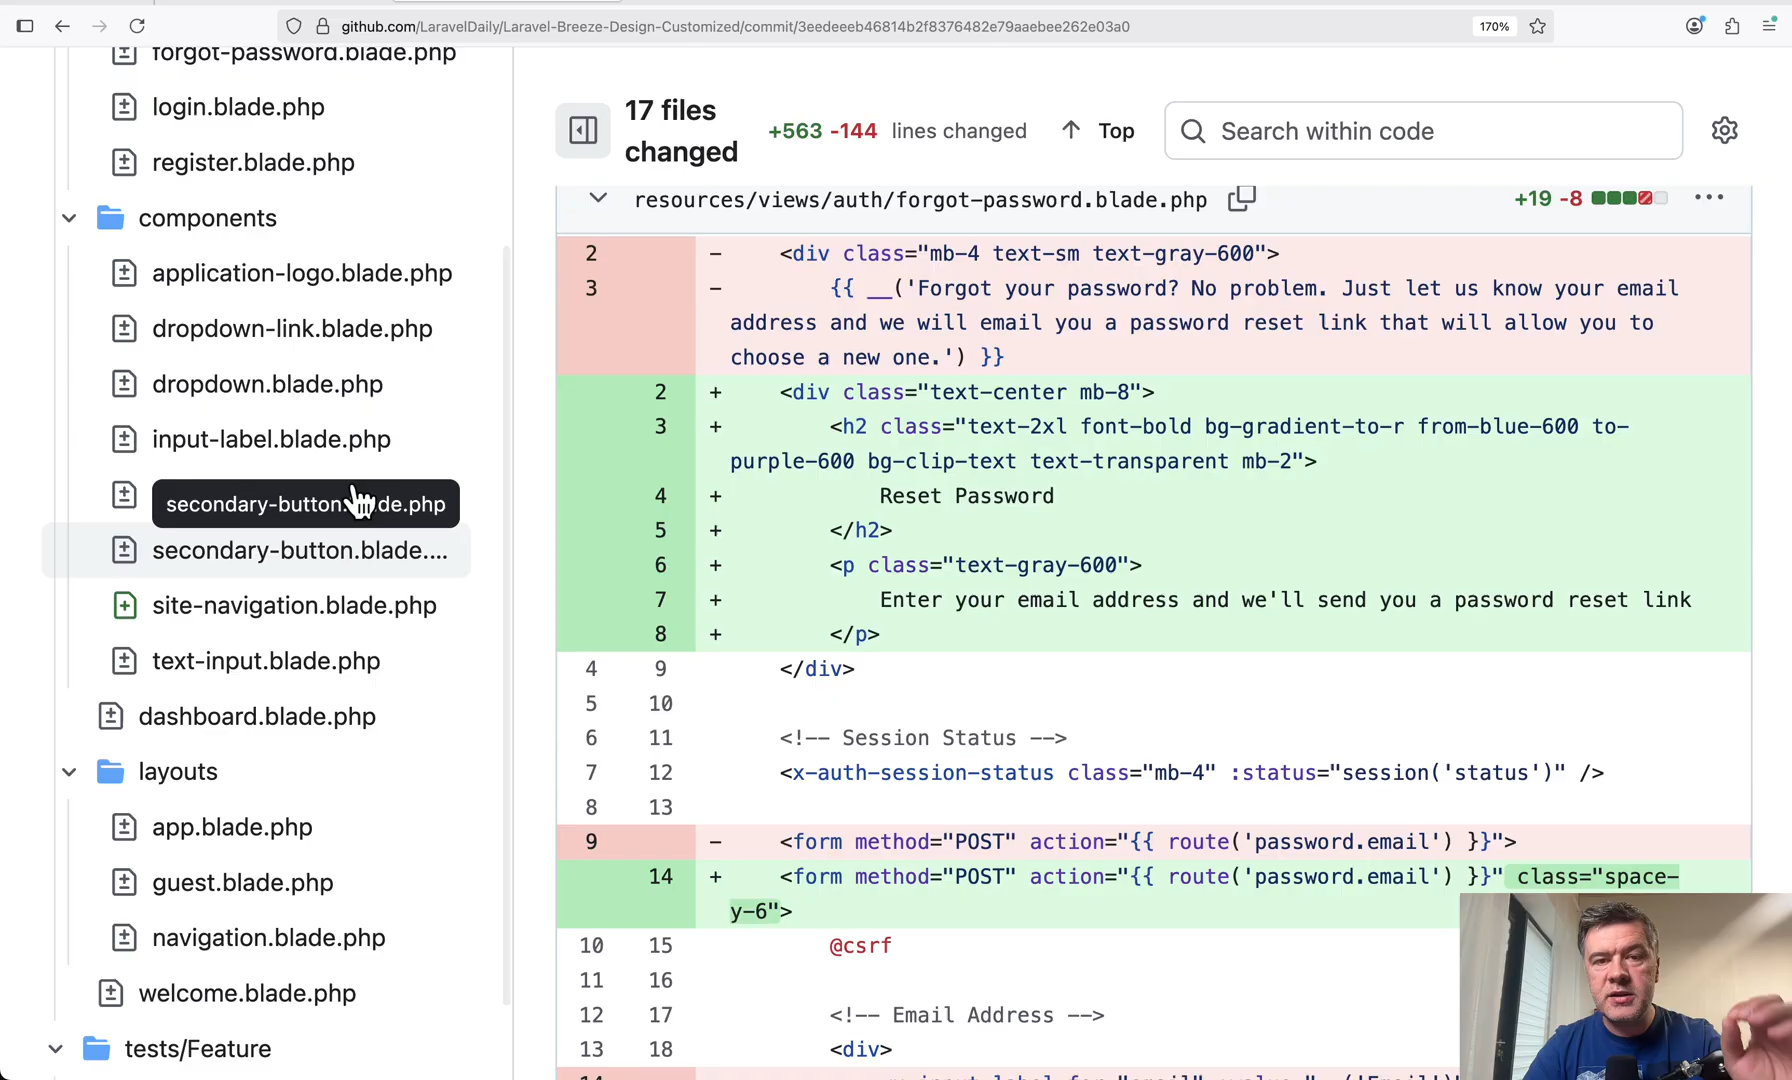 github.com/LaravelDaily/Laravel-Breeze-Design-Customized/commit/3eedeeeb46814b2f8376482e79aaebee262e03a0
170%
forgot-password.blade.php
login.blade.php
register.blade.php
components
application-logo.blade.php
dropdown-link.blade.php
dropdown.blade.php
input-label.blade.php
secondary-button.blade.php
secondary-button.blade....
site-navigation.blade.php
text-input.blade.php
dashboard.blade.php
layouts
app.blade.php
guest.blade.php
navigation.blade.php
welcome.blade.php
tests/Feature
17 files
changed
+563 -144 lines changed
Top
Search within code
resources/views/auth/forgot-password.blade.php
+19 -8
2 - <div class="mb-4 text-sm text-gray-600">
3 - {{ __('Forgot your password? No problem. Just let us know your email
address and we will email you a password reset link that will allow you to
choose a new one.') }}
2 + <div class="text-center mb-8">
3 + <h2 class="text-2xl font-bold bg-gradient-to-r from-blue-600 to-
purple-600 bg-clip-text text-transparent mb-2">
4 + Reset Password
5 + </h2>
6 + <p class="text-gray-600">
7 + Enter your email address and we'll send you a password reset link
8 + </p>
4 9 </div>
5 10
6 11 <!-- Session Status -->
7 12 <x-auth-session-status class="mb-4" :status="session('status')" />
8 13
9 - <form method="POST" action="{{ route('password.email') }}">
14 + <form method="POST" action="{{ route('password.email') }}" class="space-
y-6">
10 15 @csrf
11 16
12 17 <!-- Email Address -->
13 18 <div>